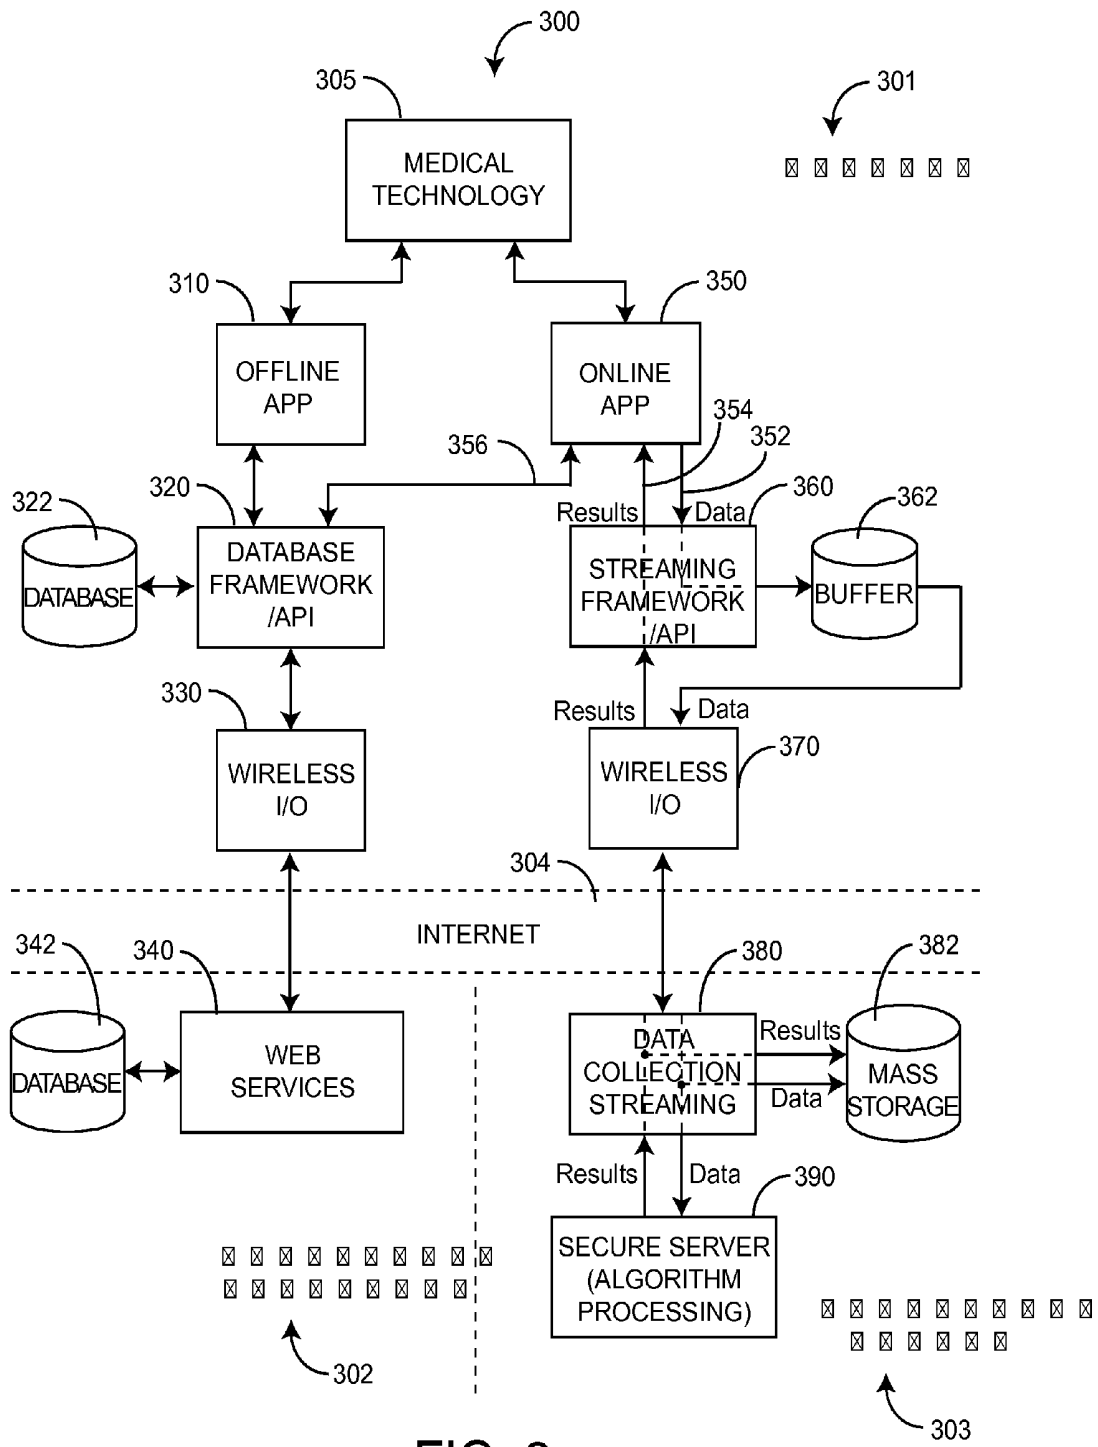 300
305
301
MEDICAL
TECHNOLOGY
310
350
OFFLINE
APP
ONLINE
APP
354
352
356
322
320
360
362
Results
Data
DATABASE
DATABASE
FRAMEWORK
/API
STREAMING
FRAMEWORK
/API
BUFFER
330
Results
Data
370
WIRELESS
I/O
WIRELESS
I/O
304
INTERNET
342
340
380
382
DATABASE
WEB
SERVICES
DATA
COLLECTION
STREAMING
Results
Data
MASS
STORAGE
Results
Data
390
SECURE SERVER
(ALGORITHM
PROCESSING)
302
303